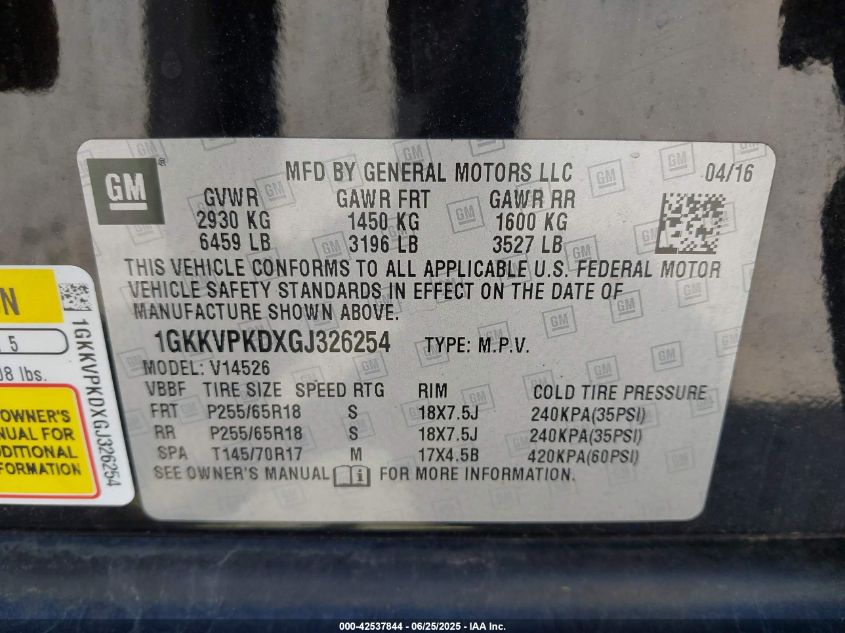 GM
MFD BY GENERAL MOTORS LLC 04/16
GVWR GAWR FRT GAWR RR
2930 KG 1450 KG 1600 KG
6459 LB 3196 LB 3527 LB
THIS VEHICLE CONFORMS TO ALL APPLICABLE U.S. FEDERAL MOTOR
VEHICLE SAFETY STANDARDS IN EFFECT ON THE DATE OF
MANUFACTURE SHOWN ABOVE.
1GKKVPKDXGJ326254 TYPE: M.P.V.
MODEL: V14526
VBBF TIRE SIZE SPEED RTG RIM COLD TIRE PRESSURE
FRT P255/65R18 S 18X7.5J 240KPA(35PSI)
RR P255/65R18 S 18X7.5J 240KPA(35PSI)
SPA T145/70R17 M 17X4.5B 420KPA(60PSI)
SEE OWNER'S MANUAL FOR MORE INFORMATION.
5
lbs.
OWNER'S
FOR
INFORMATION
1GKKVPKDXGJ326254
000-42537844 / 06/25/2025 - IAA Inc.